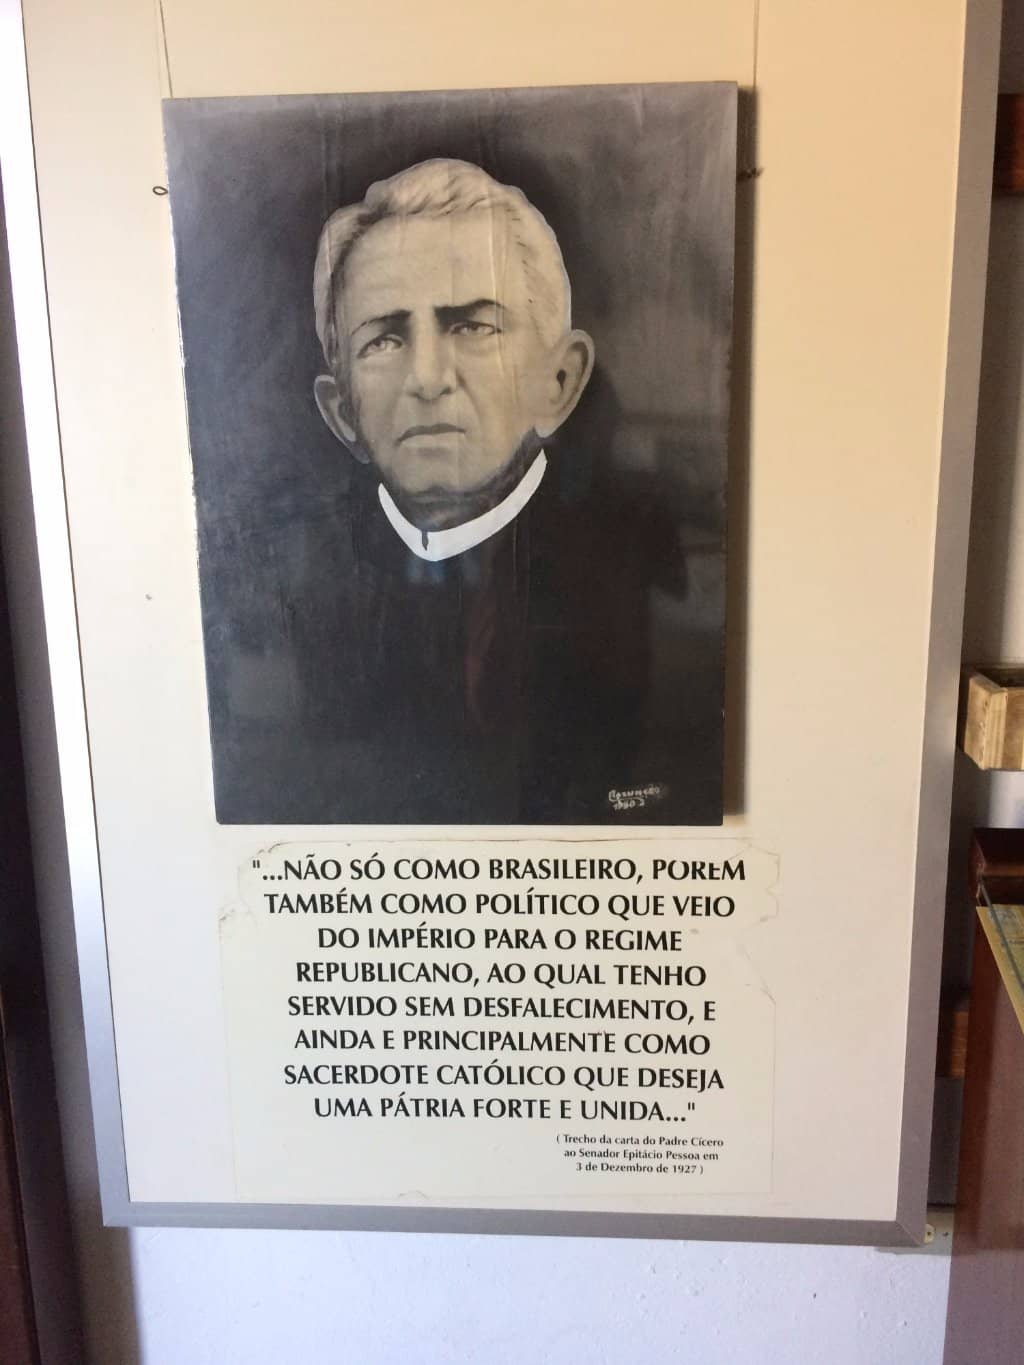 "...NÃO SÓ COMO BRASILEIRO, PORÉM
TAMBÉM COMO POLÍTICO QUE VEIO
DO IMPÉRIO PARA O REGIME
REPUBLICANO, AO QUAL TENHO
SERVIDO SEM DESFALECIMENTO, E
AINDA E PRINCIPALMENTE COMO
SACERDOTE CATÓLICO QUE DESEJA
UMA PÁTRIA FORTE E UNIDA..."
( Trecho da carta do Padre Cícero
ao Senador Epitácio Pessoa em
3 de Dezembro de 1927 )